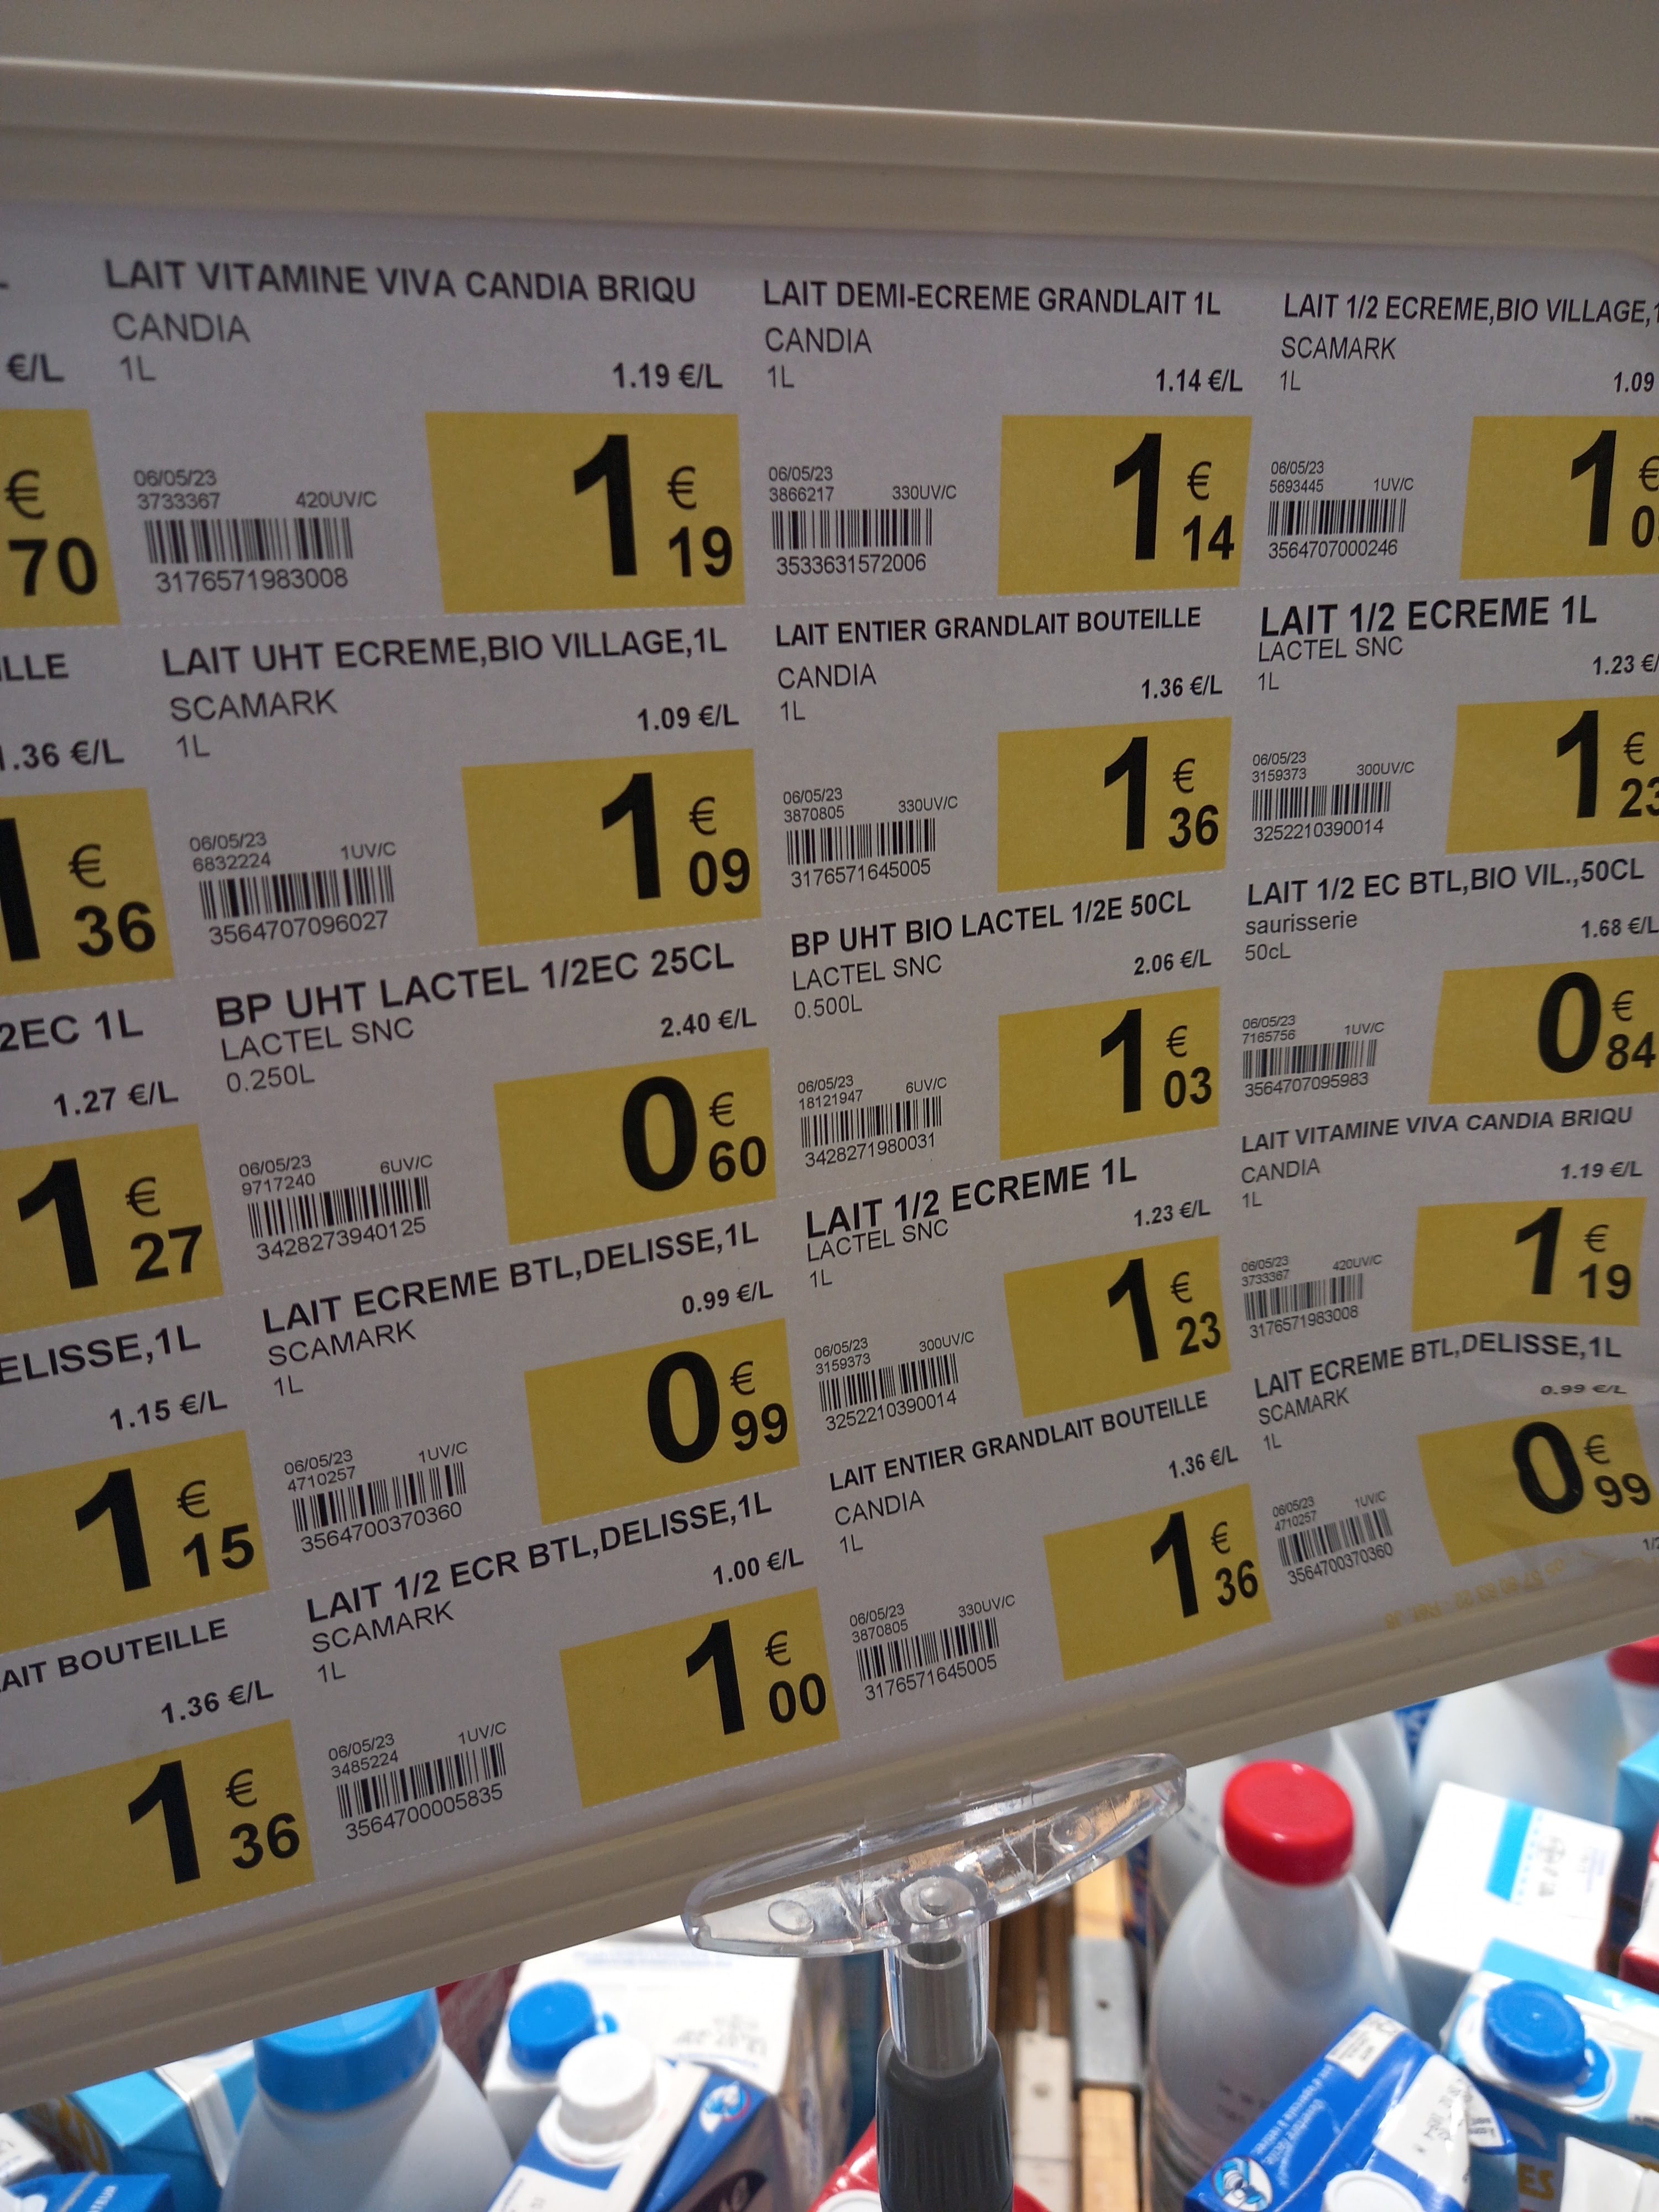 €/L
€
70
LAIT VITAMINE VIVA CANDIA BRIQU
CANDIA
1L
1.19 €/L
06/05/23
3733367 420UV/C
3176571983008
1 € 19
LAIT DEMI-ECREME GRANDLAIT 1L
CANDIA
1L
1.14 €/L
06/05/23
3866217 330UV/C
3533631572006
1 € 14
LAIT 1/2 ECREME,BIO VILLAGE,1
SCAMARK
1L
1.09
06/05/23
5693445 1UV/C
3564707000246
1 € 0
LLE
1.36 €/L
1 € 36
LAIT UHT ECREME,BIO VILLAGE,1L
SCAMARK
1L
1.09 €/L
06/05/23
6832224 1UV/C
3564707096027
1 € 09
LAIT ENTIER GRANDLAIT BOUTEILLE
CANDIA
1L
1.36 €/L
06/05/23
3870805 330UV/C
3176571645005
1 € 36
LAIT 1/2 ECREME 1L
LACTEL SNC
1L
1.23 €/
06/05/23
3159373 300UV/C
3252210390014
1 € 23
2EC 1L
1.27 €/L
1 € 27
BP UHT LACTEL 1/2EC 25CL
LACTEL SNC
0.250L
2.40 €/L
06/05/23
9717240 6UV/C
3428273940125
0 € 60
BP UHT BIO LACTEL 1/2E 50CL
LACTEL SNC
0.500L
2.06 €/L
06/05/23
18121947 6UV/C
3428271980031
1 € 03
LAIT 1/2 EC BTL,BIO VIL.,50CL
saurisserie
50cL
1.68 €/L
06/05/23
7165756 1UV/C
3564707095983
0 € 84
ELISSE,1L
1.15 €/L
1 € 15
LAIT ECREME BTL,DELISSE,1L
SCAMARK
1L
0.99 €/L
06/05/23
4710257 1UV/C
3564700370360
0 € 99
LAIT 1/2 ECREME 1L
LACTEL SNC
1L
1.23 €/L
06/05/23
3159373 300UV/C
3252210390014
1 € 23
LAIT VITAMINE VIVA CANDIA BRIQU
CANDIA
1L
1.19 €/L
06/05/23
3733367 420UV/C
3176571983008
1 € 19
AIT BOUTEILLE
1.36 €/L
1 € 36
LAIT 1/2 ECR BTL,DELISSE,1L
SCAMARK
1L
1.00 €/L
06/05/23
3485224 1UV/C
3564700005835
1 € 00
LAIT ENTIER GRANDLAIT BOUTEILLE
CANDIA
1L
1.36 €/L
06/05/23
3870805 330UV/C
3176571645005
1 € 36
LAIT ECREME BTL,DELISSE,1L
SCAMARK
1L
0.99 €/L
06/05/23
4710257 1UV/C
3564700370360
0 € 99